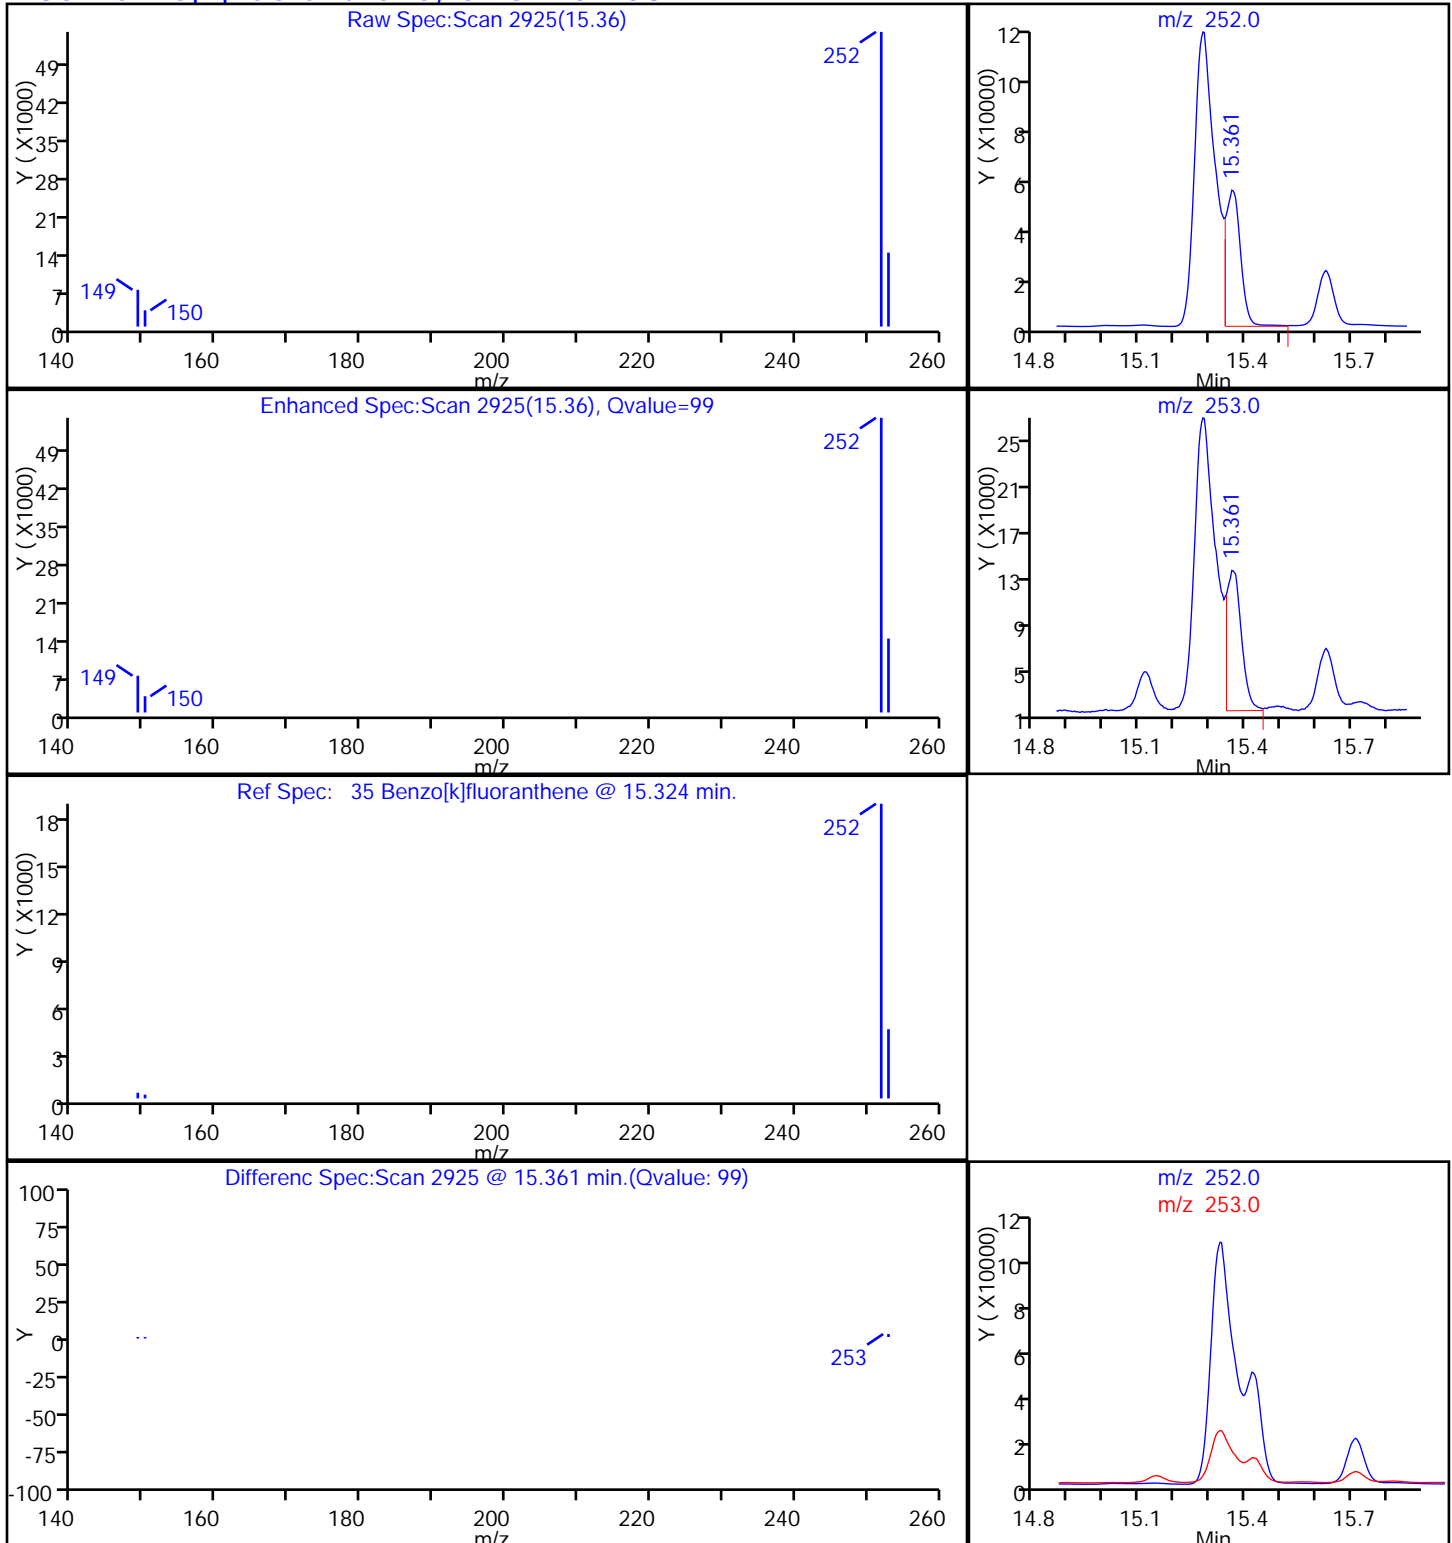 Raw Spec:Scan 2925(15.36)
Y ( X1000)
49
42
35
28
21
14
7
0
252
149
150
140 160 180 200 220 240 260
m/z
m/z 252.0
Y ( X10000)
12
10
8
6
4
2
0
15.361
14.8 15.1 15.4 15.7
Min
Enhanced Spec:Scan 2925(15.36), Qvalue=99
Y ( X1000)
49
42
35
28
21
14
7
0
252
149
150
140 160 180 200 220 240 260
m/z
m/z 253.0
Y ( X1000)
25
21
17
13
9
5
1
15.361
14.8 15.1 15.4 15.7
Min
Ref Spec: 35 Benzo[k]fluoranthene @ 15.324 min.
Y ( X1000)
18
15
12
9
6
3
0
252
140 160 180 200 220 240 260
m/z
Differenc Spec:Scan 2925 @ 15.361 min.(Qvalue: 99)
Y
100
75
50
25
0
-25
-50
-75
-100
253
140 160 180 200 220 240 260
m/z
m/z 252.0
m/z 253.0
Y ( X10000)
12
10
8
6
4
2
0
14.8 15.1 15.4 15.7
Min